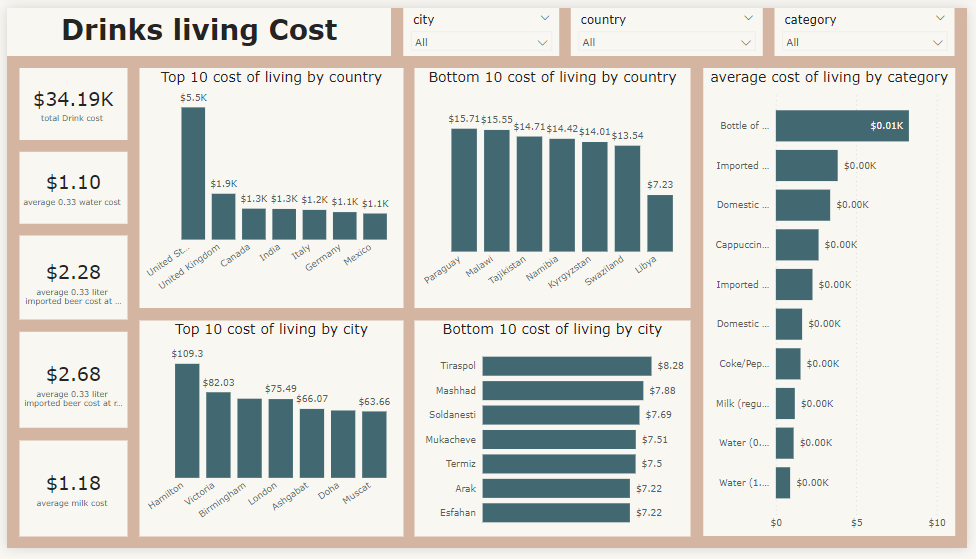 Drinks living Cost
city
All
country
All
category
All
$34.19K
total Drink cost
$1.10
average 0.33 water cost
$2.28
average 0.33 liter
imported beer cost at ...
$2.68
average 0.33 liter
imported beer cost at r...
$1.18
average milk cost
Top 10 cost of living by country
$5.5K
$1.9K
$1.3K
$1.3K
$1.2K
$1.1K
$1.1K
United St...
United Kingdom
Canada
India
Italy
Germany
Mexico
Bottom 10 cost of living by country
$15.71
$15.55
$14.71
$14.42
$14.01
$13.54
$7.23
Paraguay
Malawi
Tajikistan
Namibia
Kyrgyzstan
Swaziland
Libya
Top 10 cost of living by city
$109.3
$82.03
$75.49
$66.07
$63.66
Hamilton
Victoria
Birmingham
London
Ashgabat
Doha
Muscat
Bottom 10 cost of living by city
Tiraspol $8.28
Mashhad $7.88
Soldanesti $7.69
Mukacheve $7.51
Termiz $7.5
Arak $7.22
Esfahan $7.22
average cost of living by category
Bottle of ... $0.01K
Imported ... $0.00K
Domestic ... $0.00K
Cappuccin... $0.00K
Imported ... $0.00K
Domestic ... $0.00K
Coke/Pep... $0.00K
Milk (regu... $0.00K
Water (0.... $0.00K
Water (1.... $0.00K
$0 $5 $10